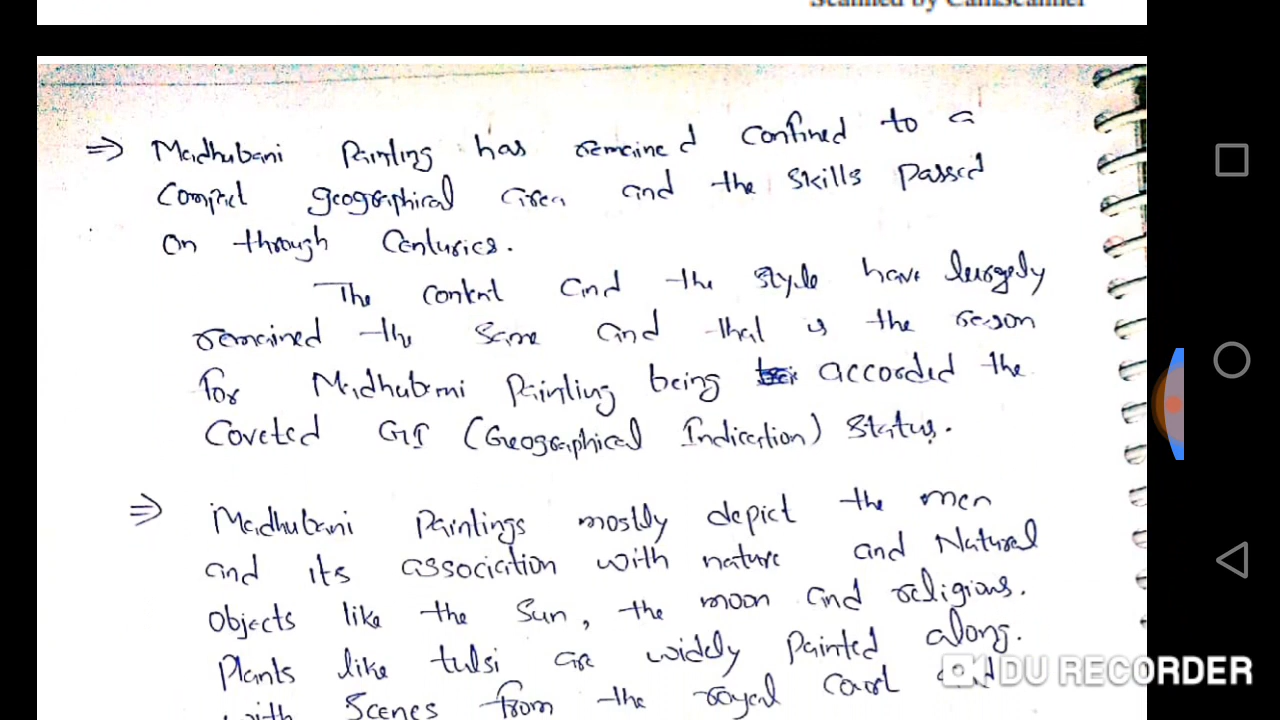 Scanned by CamScanner
⇒ Madhubani Painting has remained confined to a
Compact geographical area and the skills passed
on through Centuries.
The content and the style have largely
remained the same and that is the reason
for Madhubani Painting being accorded the
Coveted GI (Geographical Indication) Status.
⇒ Madhubani Paintings mostly depict the men
and its association with nature and Natural
objects like the Sun, the moon and religious.
Plants like tulsi are widely Painted along.
with Scenes from the royal Court and
DU RECORDER